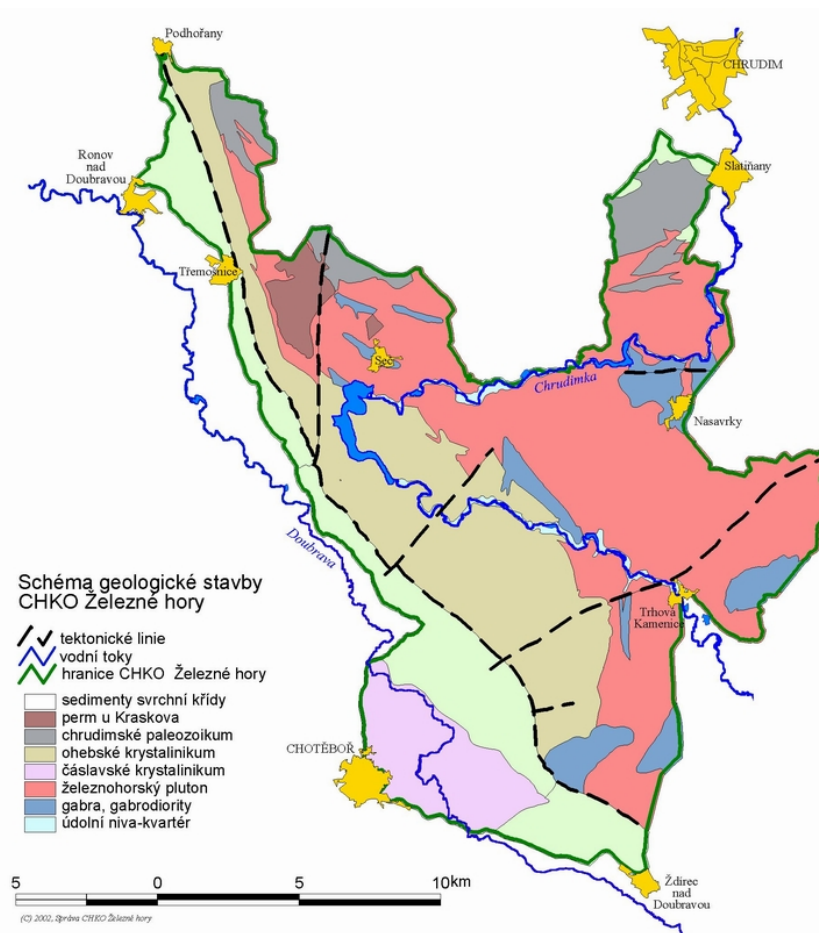 Podhořany
CHRUDIM
Ronov
nad
Doubravou
Slatiňany
Třemošnice
Seč
Chrudimka
Nasavrky
Doubrava
Trhová
Kamenice
Schéma geologické stavby
CHKO Železné hory
tektonické linie
vodní toky
hranice CHKO Železné hory
sedimenty svrchní křídy
perm u Kraskova
chrudimské paleozoikum
ohebské krystalinikum
čáslavské krystalinikum
železnohorský pluton
gabra, gabrodiority
údolní niva-kvartér
CHOTĚBOŘ
Ždírec
nad
Doubravou
5 0 5 10km
(C) 2002, Správa CHKO Železné hory